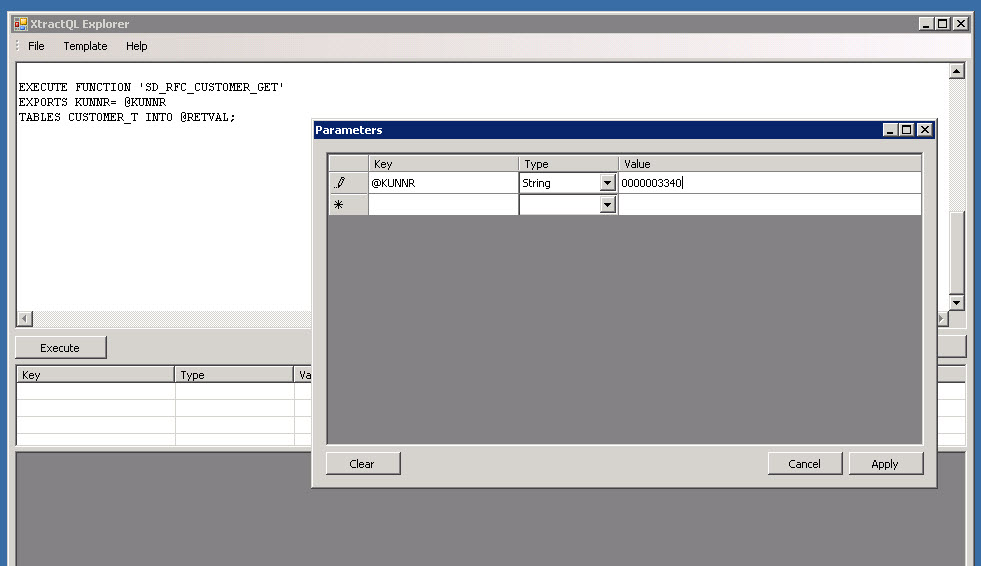 XtractQL Explorer
File Template Help
EXECUTE FUNCTION 'SD_RFC_CUSTOMER_GET'
EXPORTS KUNNR= @KUNNR
TABLES CUSTOMER_T INTO @RETVAL;
Parameters
Key Type Value
@KUNNR String 0000003340
Execute
Key Type Va
Clear Cancel Apply